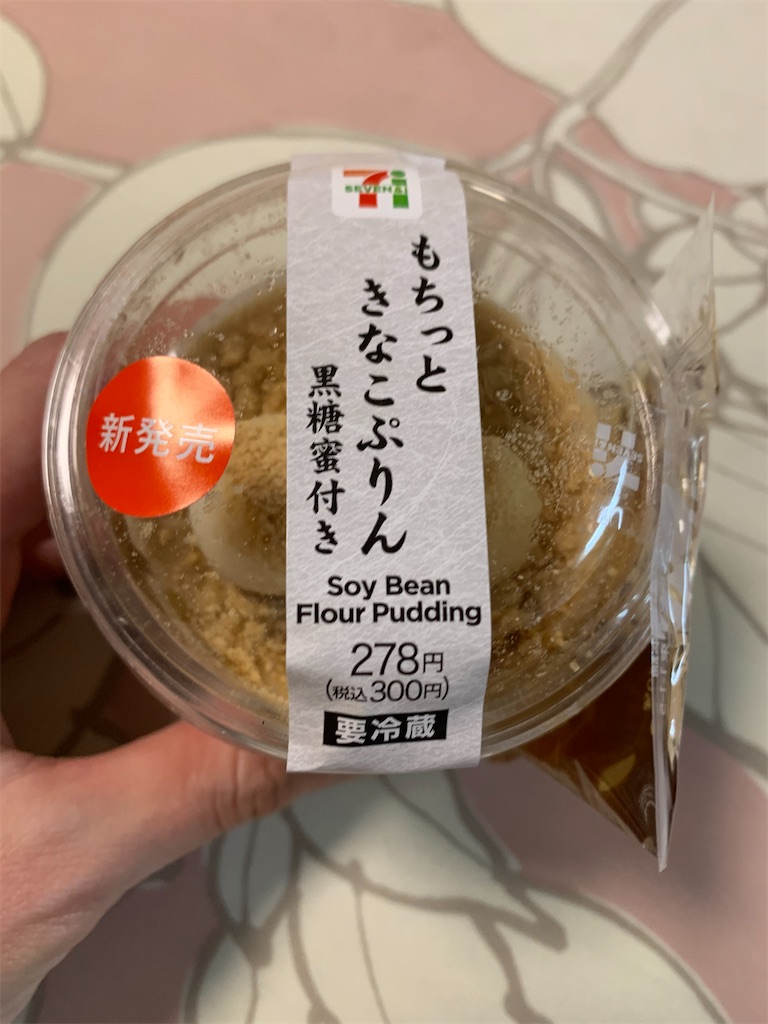 SEVEN&i
もちっと
きなこぷりん
黒糖蜜付き
新発売
Soy Bean
Flour Pudding
278円
(税込300円)
要冷蔵